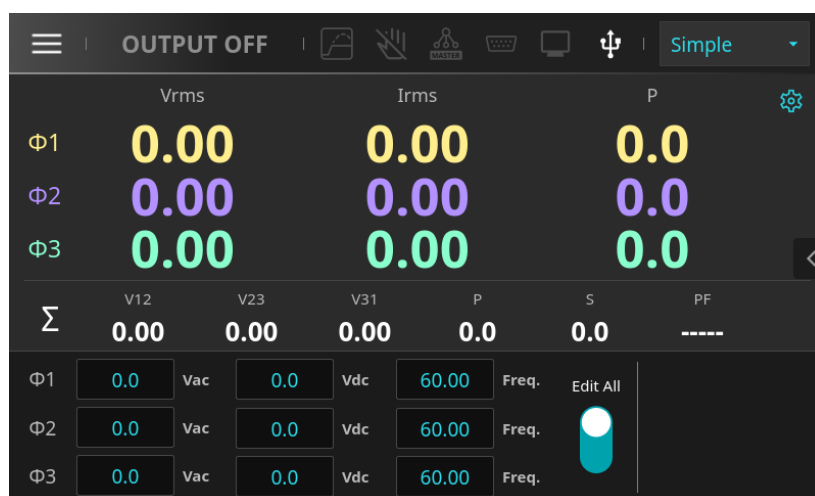 OUTPUT OFF MASTER Simple
Vrms Irms P
Φ1 0.00 0.00 0.0
Φ2 0.00 0.00 0.0
Φ3 0.00 0.00 0.0
V12 V23 V31 P S PF
Σ 0.00 0.00 0.00 0.0 0.0 -----
Φ1 0.0 Vac 0.0 Vdc 60.00 Freq. Edit All
Φ2 0.0 Vac 0.0 Vdc 60.00 Freq.
Φ3 0.0 Vac 0.0 Vdc 60.00 Freq.